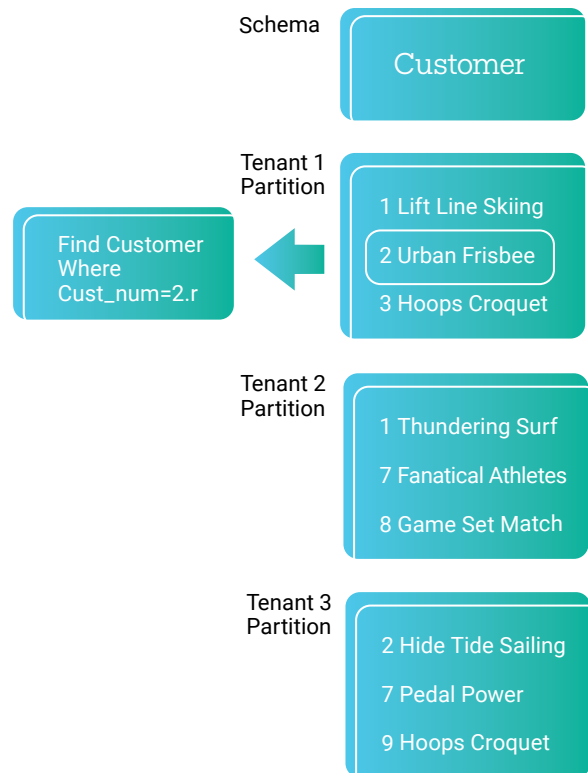 Schema
Customer
Tenant 1
Partition
1 Lift Line Skiing
2 Urban Frisbee
3 Hoops Croquet
Find Customer
Where
Cust_num=2.r
Tenant 2
Partition
1 Thundering Surf
7 Fanatical Athletes
8 Game Set Match
Tenant 3
Partition
2 Hide Tide Sailing
7 Pedal Power
9 Hoops Croquet